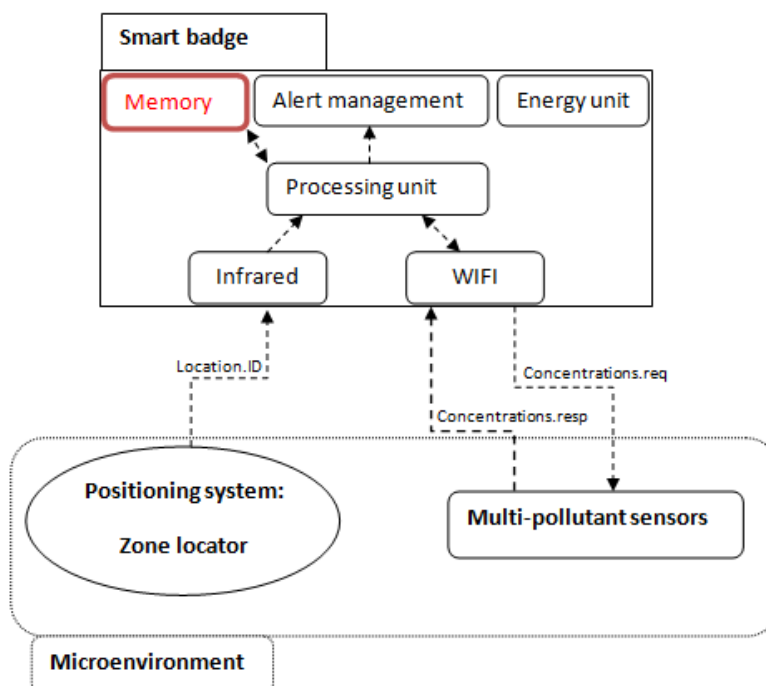 Smart badge
Memory
Alert management
Energy unit
Processing unit
Infrared
WIFI
Location.ID
Concentrations.req
Concentrations.resp
Positioning system:
Zone locator
Multi-pollutant sensors
Microenvironment